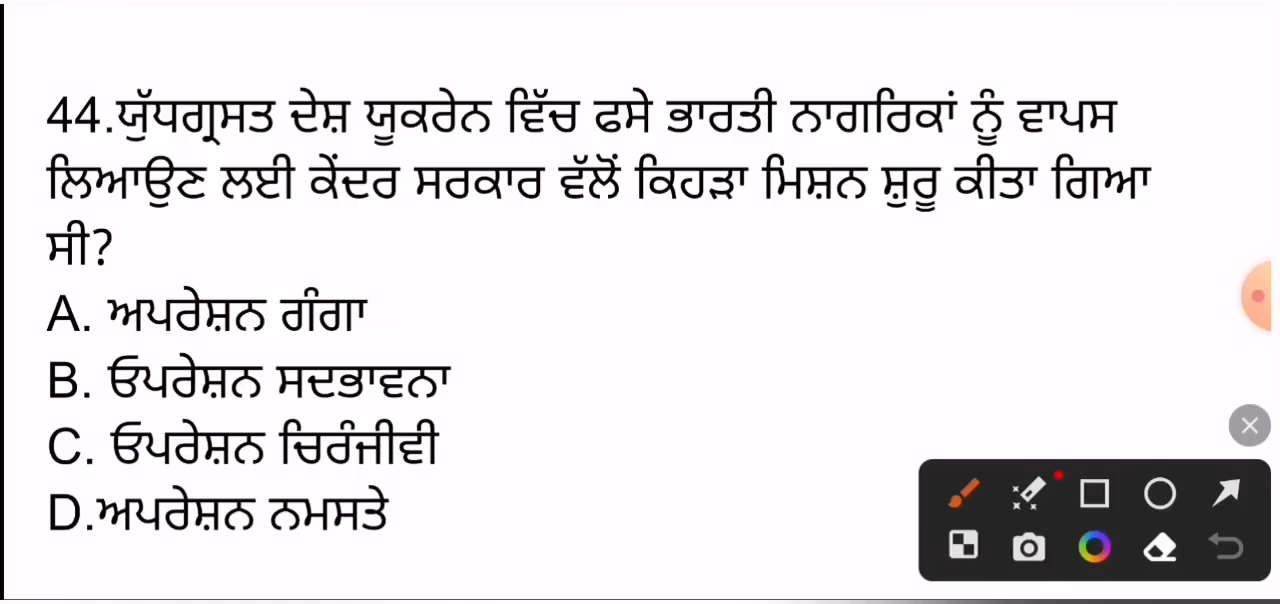 44.ਯੁੱਧਗ੍ਰਸਤ ਦੇਸ਼ ਯੂਕਰੇਨ ਵਿੱਚ ਫਸੇ ਭਾਰਤੀ ਨਾਗਰਿਕਾਂ ਨੂੰ ਵਾਪਸ
ਲਿਆਉਣ ਲਈ ਕੇਂਦਰ ਸਰਕਾਰ ਵੱਲੋਂ ਕਿਹੜਾ ਮਿਸ਼ਨ ਸ਼ੁਰੂ ਕੀਤਾ ਗਿਆ
ਸੀ?
A. ਅਪਰੇਸ਼ਨ ਗੰਗਾ
B. ਓਪਰੇਸ਼ਨ ਸਦਭਾਵਨਾ
C. ਓਪਰੇਸ਼ਨ ਚਿਰੰਜੀਵੀ
D.ਅਪਰੇਸ਼ਨ ਨਮਸਤੇ